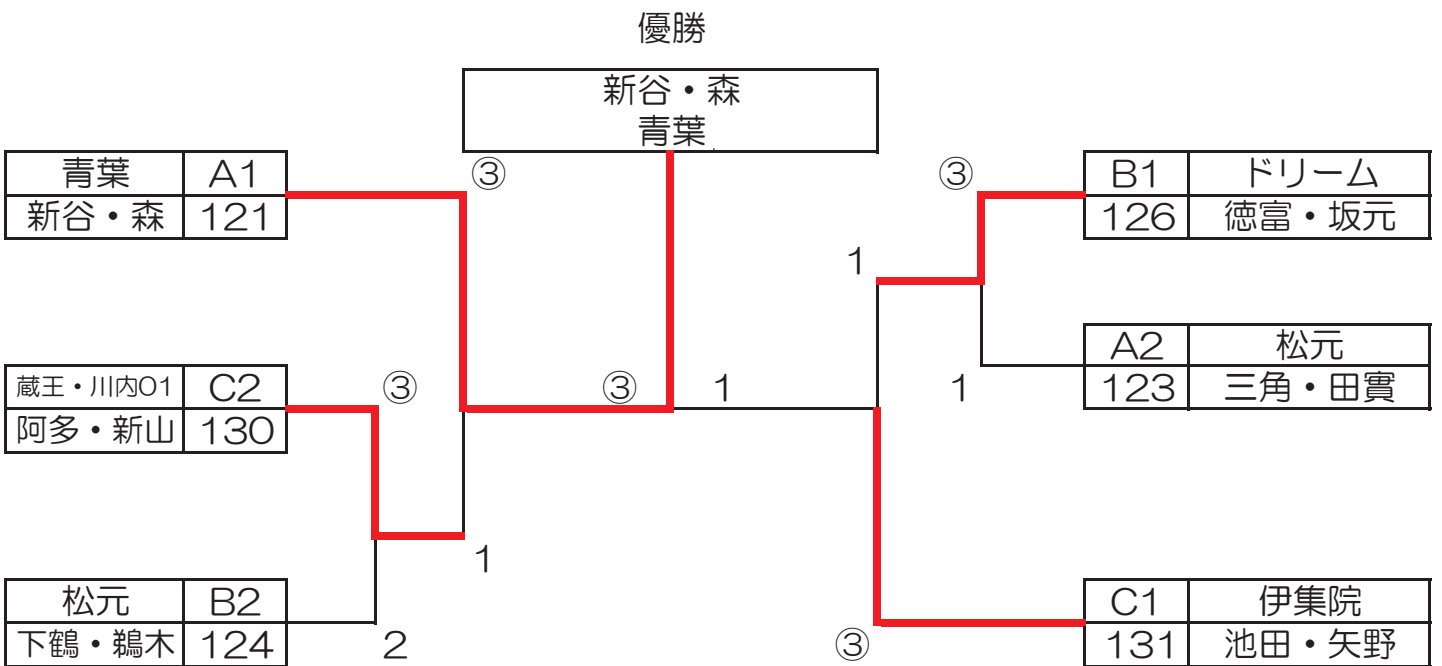 優勝
新谷・森
青葉
青葉 A1
新谷・森 121
③
③
B1 ドリーム
126 徳富・坂元
1
A2 松元
123 三角・田實
1
蔵王・川内O1 C2
阿多・新山 130
③
③
1
1
松元 B2
下鶴・鵜木 124
2
③
C1 伊集院
131 池田・矢野